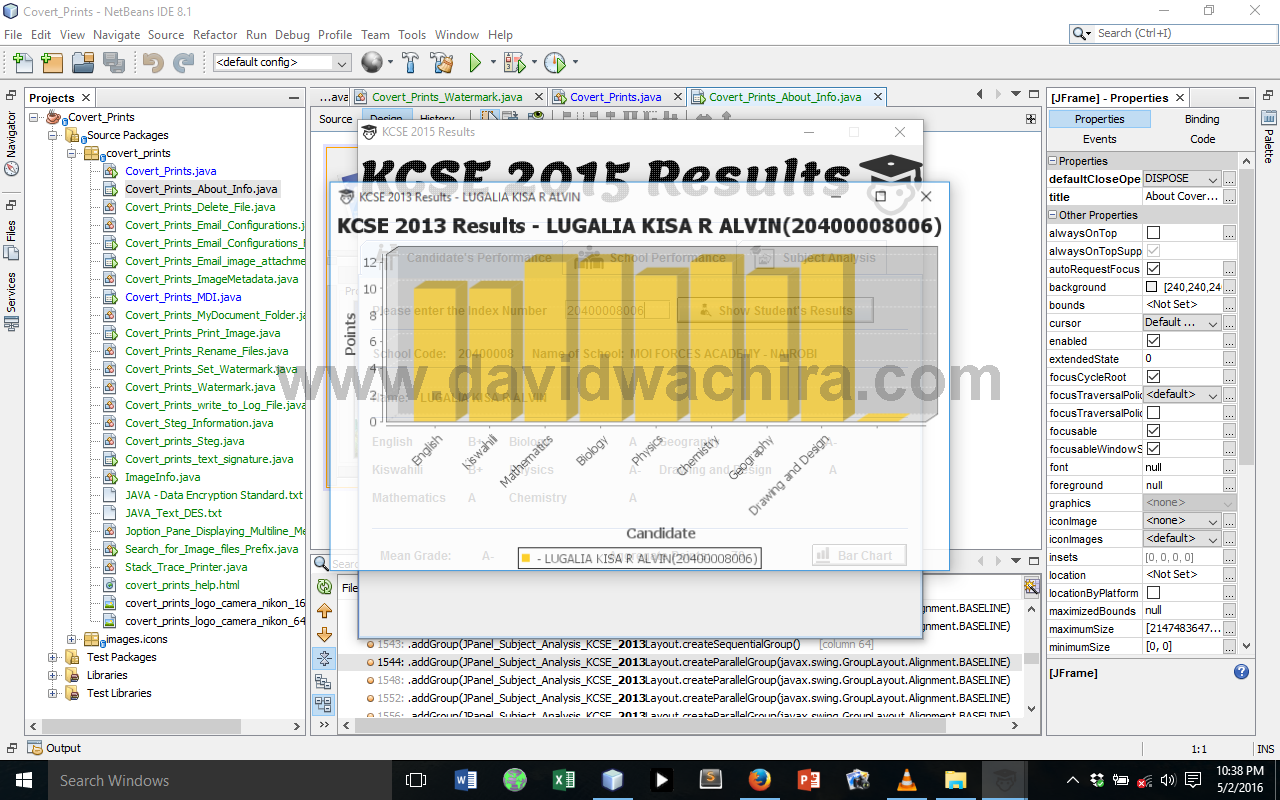 Covert_Prints - NetBeans IDE 8.1
File Edit View Navigate Source Refactor Run Debug Profile Team Tools Window Help
Search (Ctrl+I)
<default config>
Projects
Navigator
Files
Services
Covert_Prints
Source Packages
covert_prints
Covert_Prints.java
Covert_Prints_About_Info.java
Covert_Prints_Delete_File.java
Covert_Prints_Email_Configurations.j
Covert_Prints_Email_Configurations_I
Covert_Prints_Email_image_attachme
Covert_Prints_ImageMetadata.java
Covert_Prints_MDI.java
Covert_Prints_MyDocument_Folder.ja
Covert_Prints_Print_Image.java
Covert_Prints_Rename_Files.java
Covert_Prints_Set_Watermark.java
Covert_Prints_Watermark.java
Covert_Prints_write_to_Log_File.java
Covert_Steg_Information.java
Covert_prints_Steg.java
Covert_prints_text_signature.java
ImageInfo.java
JAVA - Data Encryption Standard.txt
JAVA_Text_DES.txt
Joption_Pane_Displaying_Multiline_Me
Search_for_Image_files_Prefix.java
Stack_Trace_Printer.java
covert_prints_help.html
covert_prints_logo_camera_nikon_16
covert_prints_logo_camera_nikon_64
images.icons
Test Packages
Libraries
Test Libraries
...ava Covert_Prints_Watermark.java Covert_Prints.java Covert_Prints_About_Info.java
Source Design History
KCSE 2015 Results
KCSE 2015 Results
KCSE 2013 Results - LUGALIA KISA R ALVIN
KCSE 2013 Results - LUGALIA KISA R ALVIN(20400008006)
Candidate's Performance School Performance Subject Analysis
Please enter the Index Number 20400008006 Show Student's Results
School Code: 20400008 Name of School: MOI FORCES ACADEMY - NAIROBI
Name: LUGALIA KISA R ALVIN
12
10
8
6
4
2
0
Points
www.davidwachira.com
English Kiswahili Mathematics Biology Physics Chemistry Geography Drawing and Design
English B+ Biology A Geography A-
Kiswahili B+ Physics A- Drawing and Design A
Mathematics A Chemistry A
Candidate
Mean Grade: A- Bar Chart
- LUGALIA KISA R ALVIN(20400008006)
Sear
File
nment.BASELINE)
nment.BASELINE)
1543: .addGroup(JPanel_Subject_Analysis_KCSE_2013Layout.createSequentialGroup() [column 64]
1544: .addGroup(JPanel_Subject_Analysis_KCSE_2013Layout.createParallelGroup(javax.swing.GroupLayout.Alignment.BASELINE)
1548: .addGroup(JPanel_Subject_Analysis_KCSE_2013Layout.createParallelGroup(javax.swing.GroupLayout.Alignment.BASELINE)
1552: .addGroup(JPanel_Subject_Analysis_KCSE_2013Layout.createParallelGroup(javax.swing.GroupLayout.Alignment.BASELINE)
1556: .addGroup(JPanel_Subject_Analysis_KCSE_2013Layout.createParallelGroup(javax.swing.GroupLayout.Alignment.BASELINE)
[JFrame] - Properties
Properties Binding
Events Code
Properties
defaultCloseOpe DISPOSE
title About Cover...
Other Properties
alwaysOnTop
alwaysOnTopSupp
autoRequestFocus
background [240,240,24
bounds <Not Set>
cursor Default ...
enabled
extendedState 0
focusCycleRoot
focusTraversalPolic <default>
focusTraversalPolic
focusable
focusableWindowS
font null
foreground null
graphics <none>
iconImage <none>
iconImages <default>
insets [0, 0, 0, 0]
location <Not Set>
locationByPlatform
maximizedBounds null
maximumSize [2147483647...
minimumSize [0, 0]
[JFrame]
Palette
Output
1:1 INS
Search Windows
10:38 PM
5/2/2016